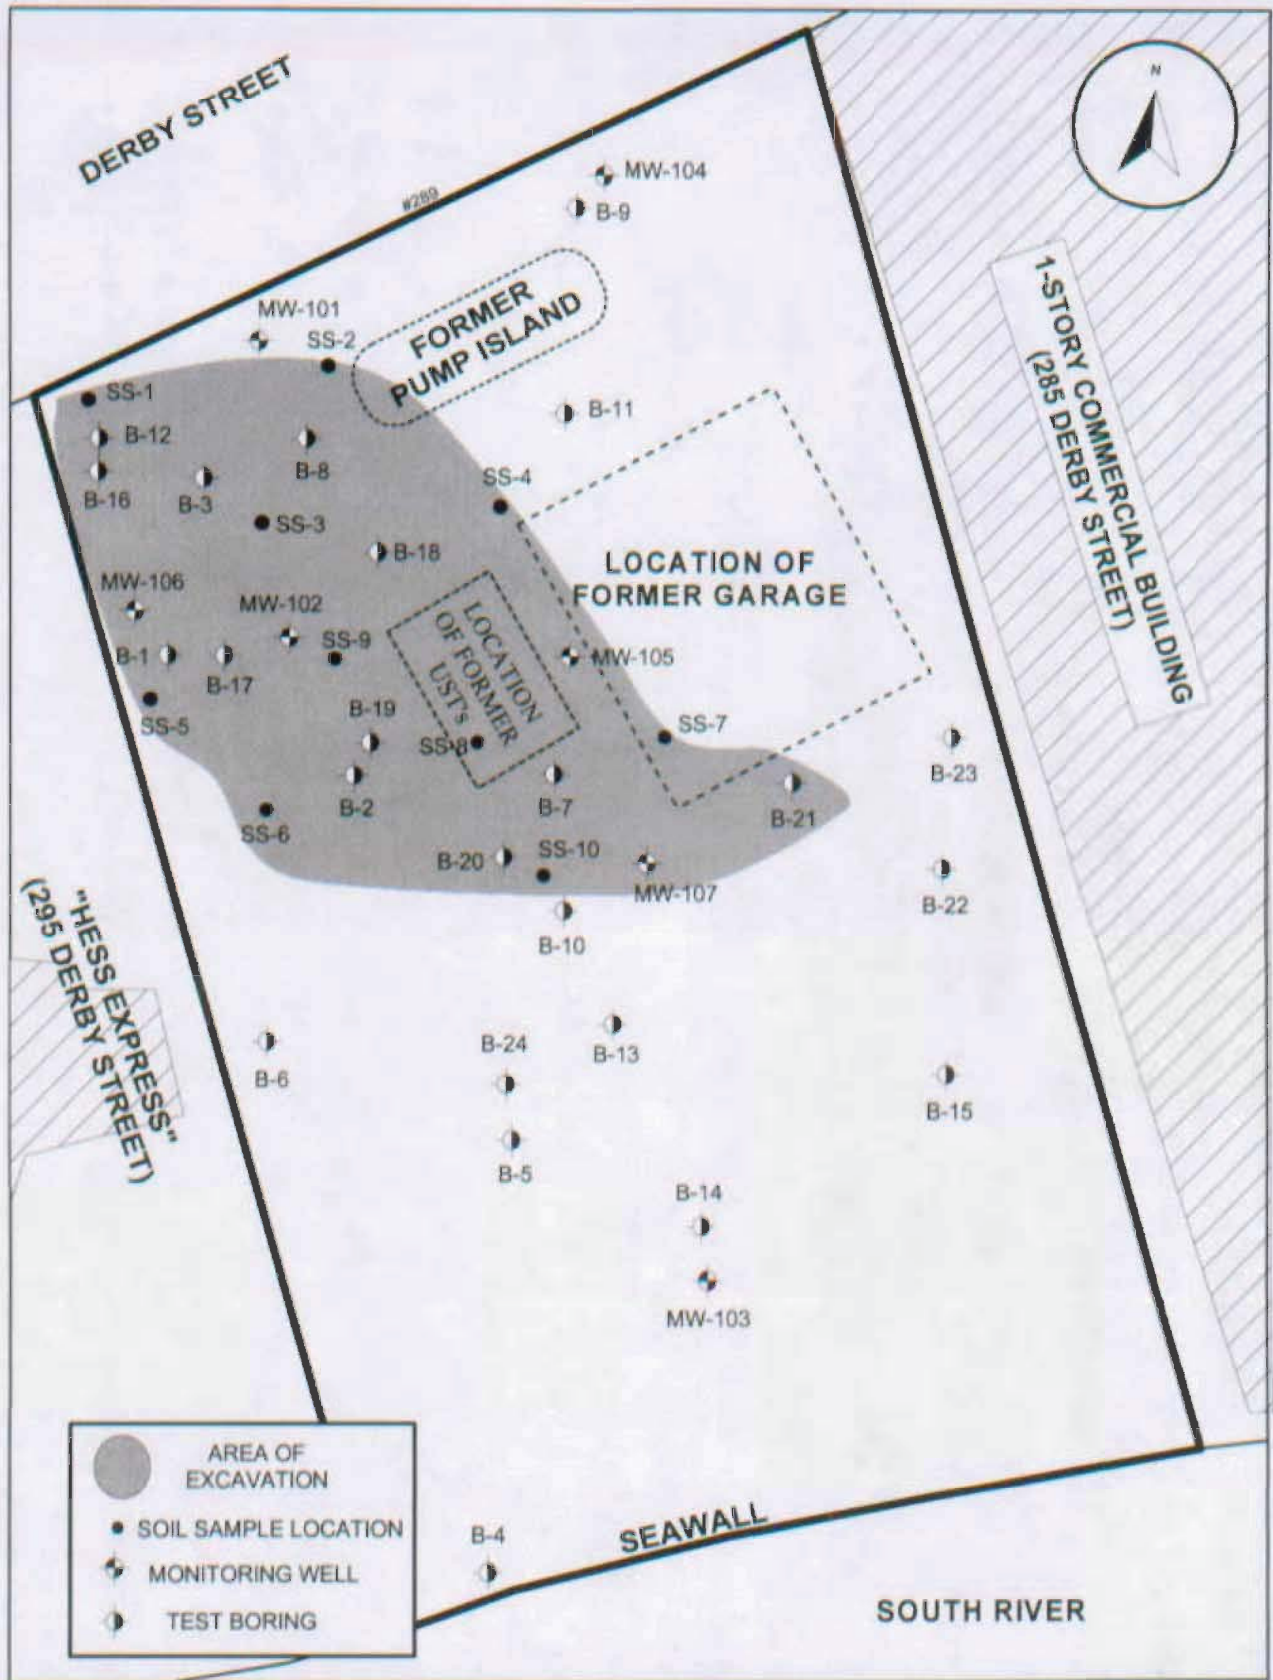 N
DERBY STREET
#289
MW-104
B-9
FORMER
PUMP ISLAND
MW-101
SS-2
1-STORY COMMERCIAL BUILDING
(285 DERBY STREET)
SS-1
B-12
B-11
B-8
B-16
B-3
SS-4
SS-3
B-18
LOCATION OF
FORMER GARAGE
MW-106
MW-102
LOCATION
OF FORMER
UST's
SS-9
B-1
B-17
MW-105
SS-5
B-19
SS-8
SS-7
B-23
B-2
B-7
B-21
SS-6
B-20
SS-10
MW-107
B-22
B-10
"HESS EXPRESS"
(295 DERBY STREET)
B-24
B-13
B-6
B-15
B-5
B-14
MW-103
AREA OF
EXCAVATION
SOIL SAMPLE LOCATION
MONITORING WELL
TEST BORING
B-4
SEAWALL
SOUTH RIVER